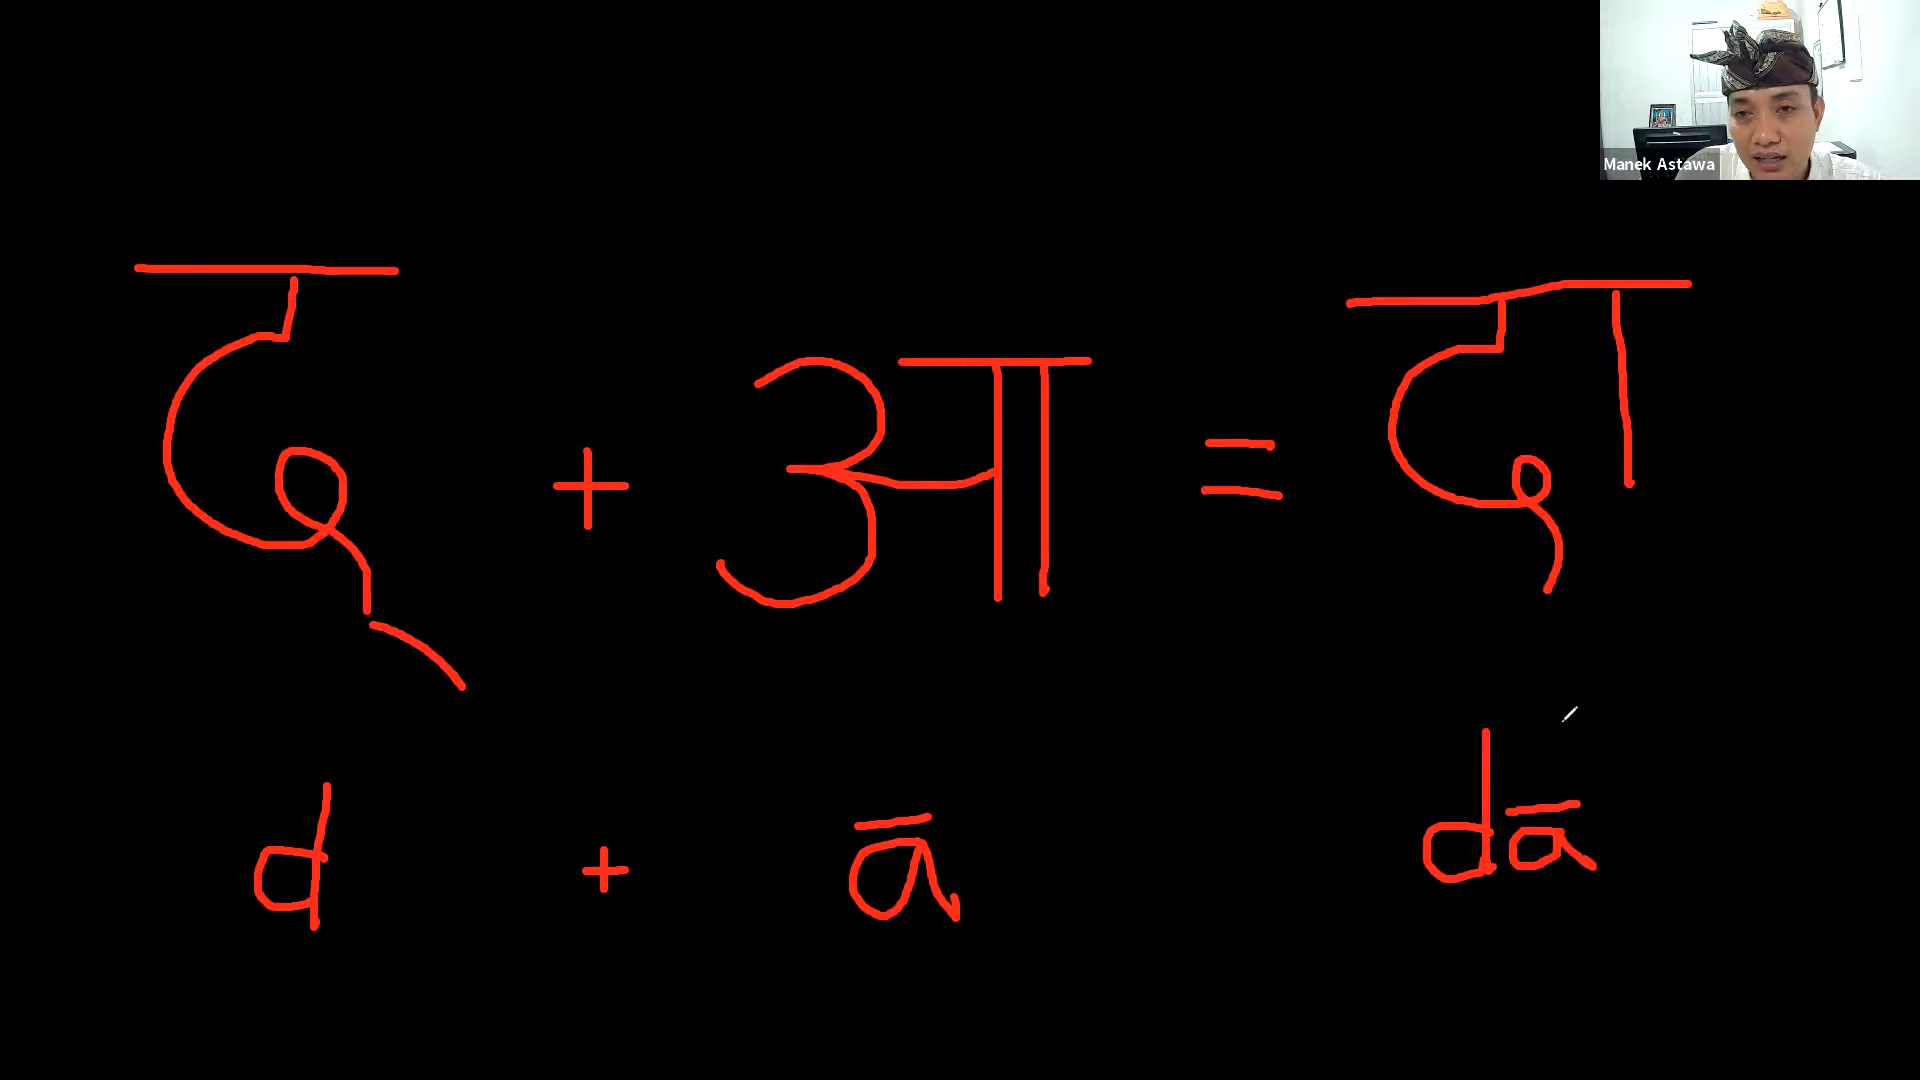 Manek Astawa
द् + आ = दा
d + ā dā